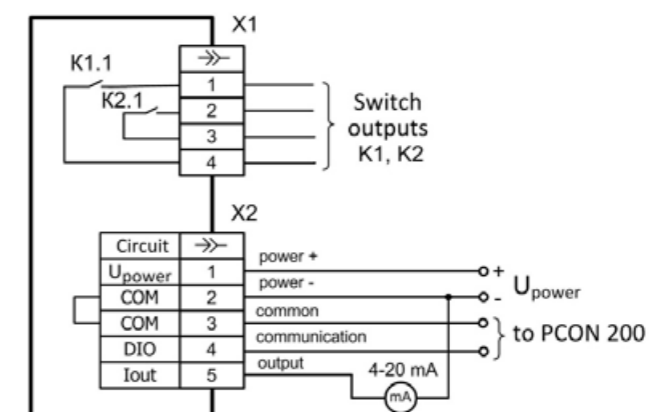 X1
K1.1
1
K2.1
2
3
4
Switch
outputs
K1, K2
X2
Circuit
Upower 1 power + +
COM 2 power - -
Upower
COM 3 common
to PCON 200
DIO 4 communication
Iout 5 output
4-20 mA
mA